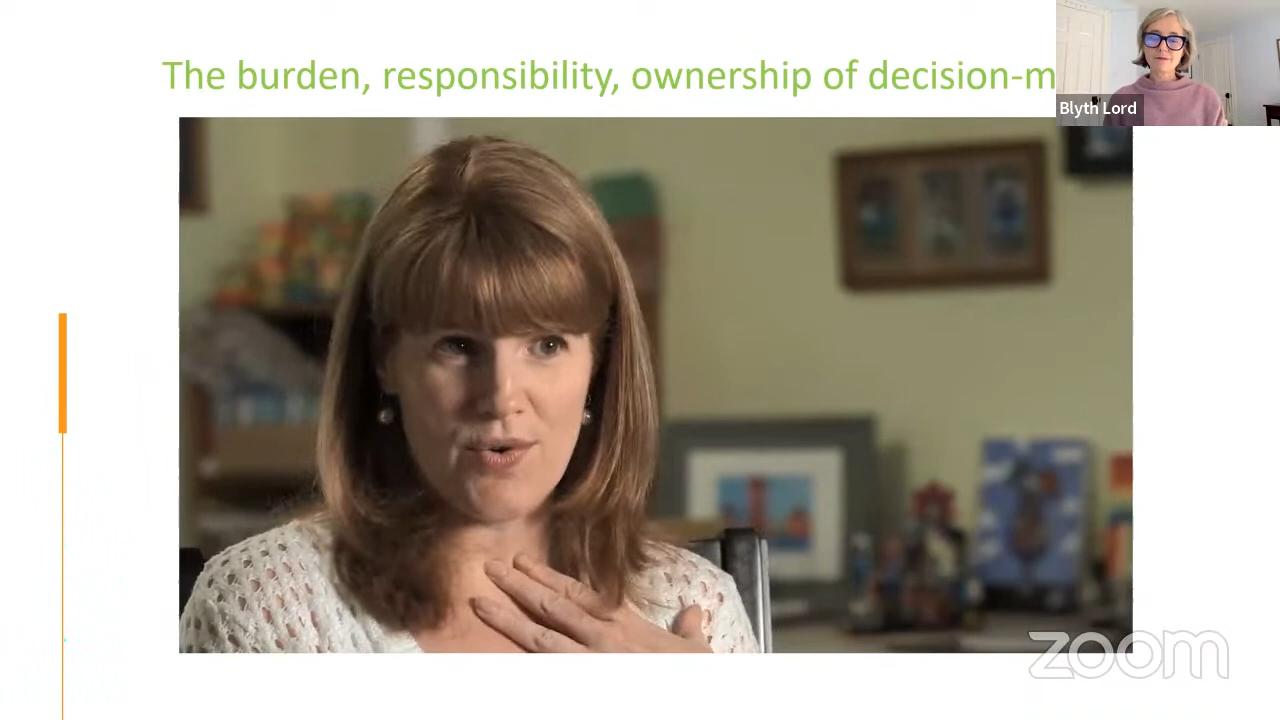 The burden, responsibility, ownership of decision-m
Blyth Lord
zoom